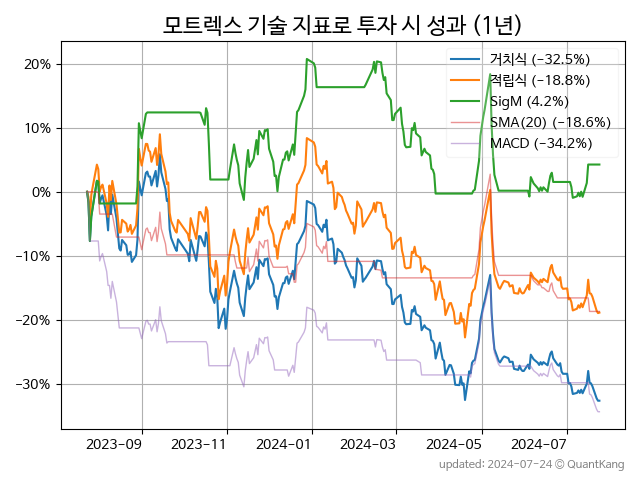 모트렉스 기술 지표로 투자 시 성과 (1년)
거치식 (−32.5%)
적립식 (−18.8%)
SigM (4.2%)
SMA(20) (−18.6%)
MACD (−34.2%)
20%
10%
0%
−10%
−20%
−30%
2023−09
2023−11
2024−01
2024−03
2024−05
2024−07
updated: 2024−07−24 © QuantKang